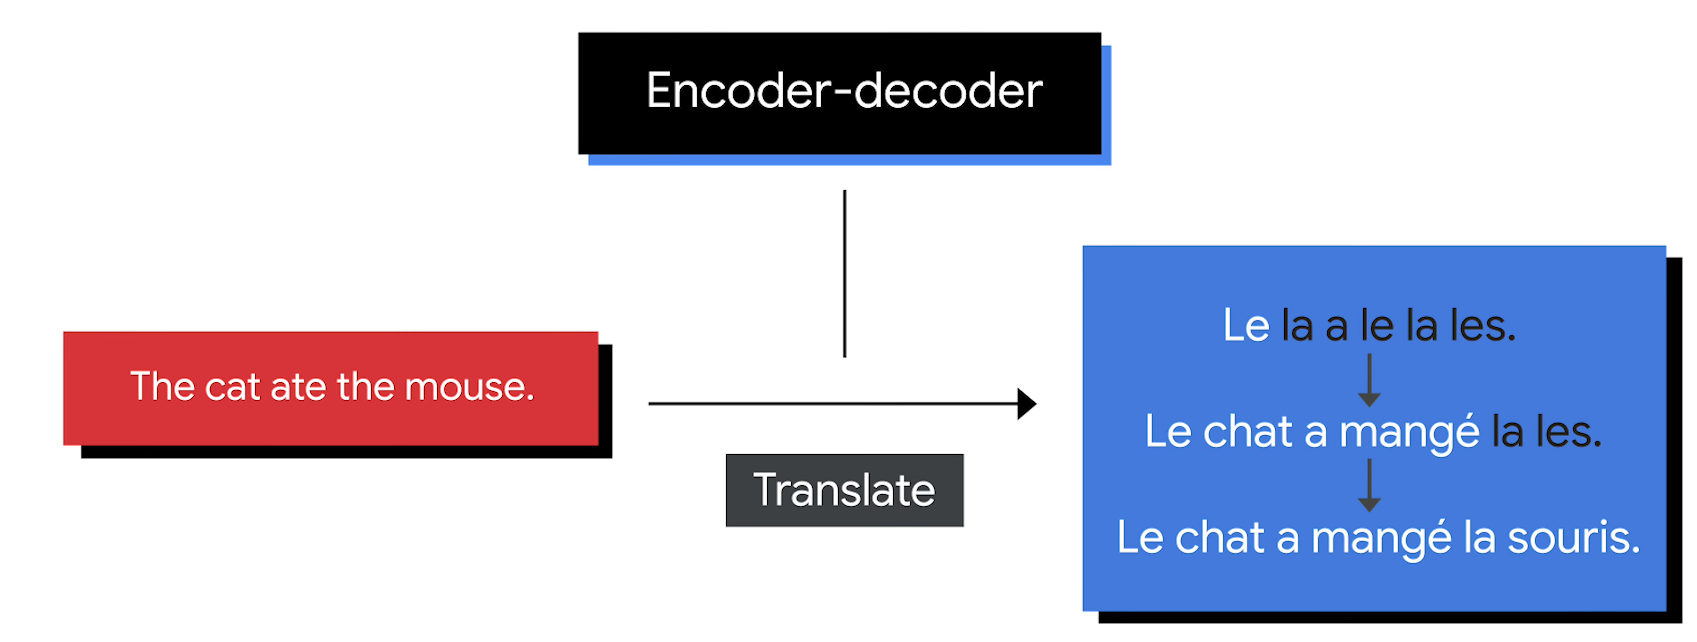 Encoder-decoder
The cat ate the mouse.
Translate
Le la a le la les.
Le chat a mangé la les.
Le chat a mangé la souris.